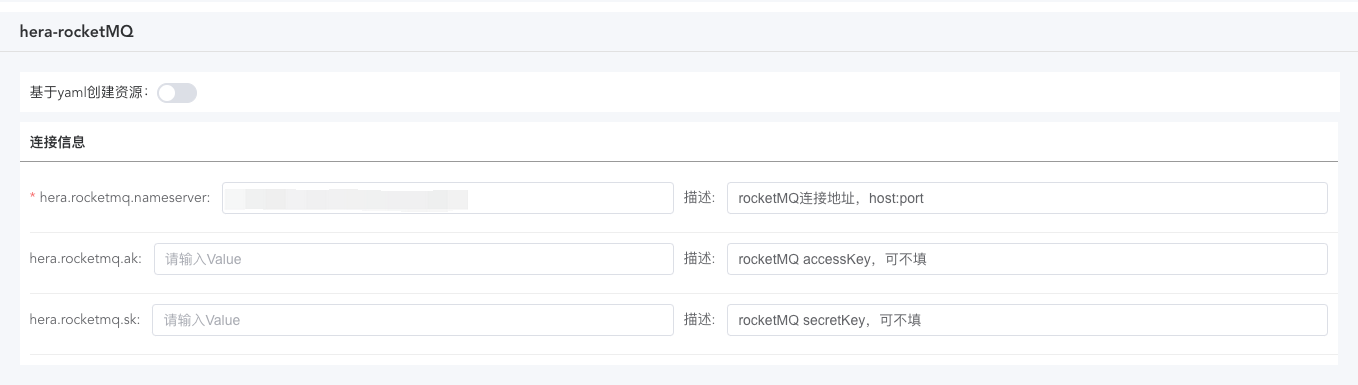 hera-rocketMQ
基于yaml创建资源：
连接信息
* hera.rocketmq.nameserver: 描述: rocketMQ连接地址，host:port
hera.rocketmq.ak: 请输入Value 描述: rocketMQ accessKey，可不填
hera.rocketmq.sk: 请输入Value 描述: rocketMQ secretKey，可不填